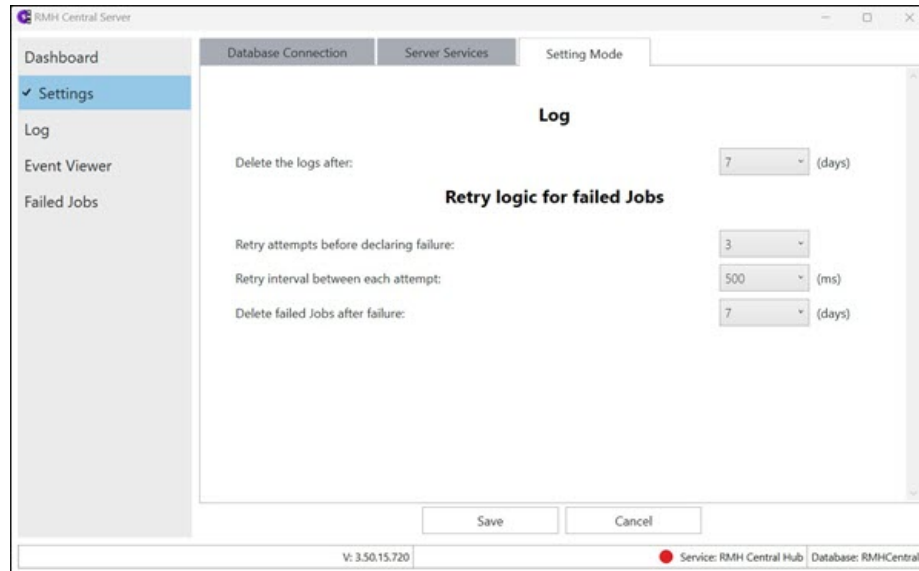 RMH Central Server
Dashboard
Settings
Log
Event Viewer
Failed Jobs
Database Connection
Server Services
Setting Mode
Log
Delete the logs after: 7 (days)
Retry logic for failed Jobs
Retry attempts before declaring failure: 3
Retry interval between each attempt: 500 (ms)
Delete failed Jobs after failure: 7 (days)
Save Cancel
V: 3.50.15.720 Service: RMH Central Hub Database: RMHCentral